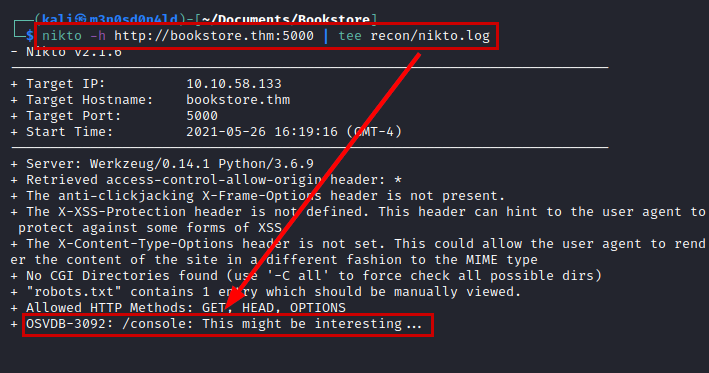 (kali㉿m3n0sd0n4ld)-[~/Documents/Bookstore]
$ nikto -h http://bookstore.thm:5000 | tee recon/nikto.log
- Nikto v2.1.6
+ Target IP: 10.10.58.133
+ Target Hostname: bookstore.thm
+ Target Port: 5000
+ Start Time: 2021-05-26 16:19:16 (GMT-4)
+ Server: Werkzeug/0.14.1 Python/3.6.9
+ Retrieved access-control-allow-origin header: *
+ The anti-clickjacking X-Frame-Options header is not present.
+ The X-XSS-Protection header is not defined. This header can hint to the user agent to
protect against some forms of XSS
+ The X-Content-Type-Options header is not set. This could allow the user agent to rend
er the content of the site in a different fashion to the MIME type
+ No CGI Directories found (use '-C all' to force check all possible dirs)
+ "robots.txt" contains 1 entry which should be manually viewed.
+ Allowed HTTP Methods: GET, HEAD, OPTIONS
+ OSVDB-3092: /console: This might be interesting...